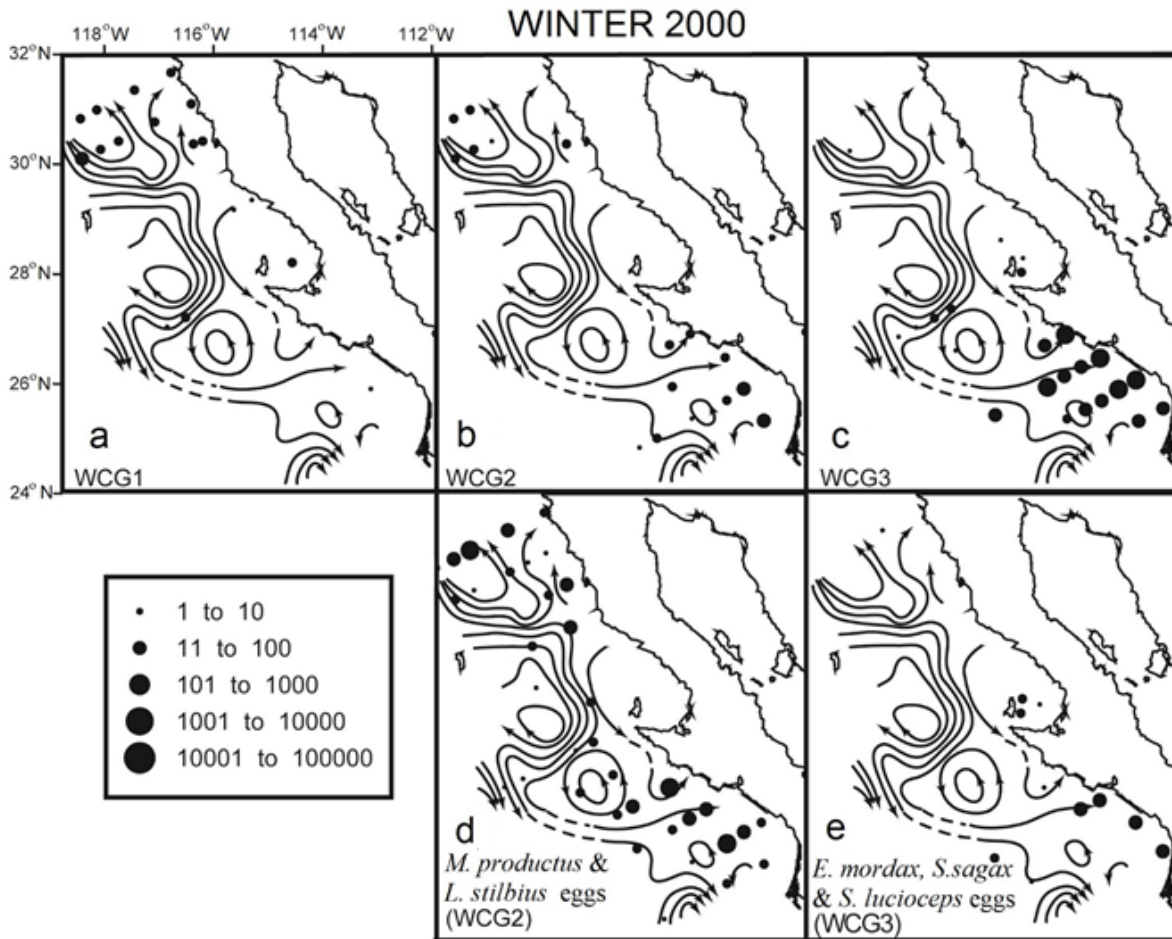 WINTER 2000
118°W 116°W 114°W 112°W
32°N
30°N
28°N
26°N
24°N
a
WCG1
b
WCG2
c
WCG3
1 to 10
11 to 100
101 to 1000
1001 to 10000
10001 to 100000
d
M. productus &
L. stilbius eggs
(WCG2)
e
E. mordax, S.sagax
& S. lucioceps eggs
(WCG3)